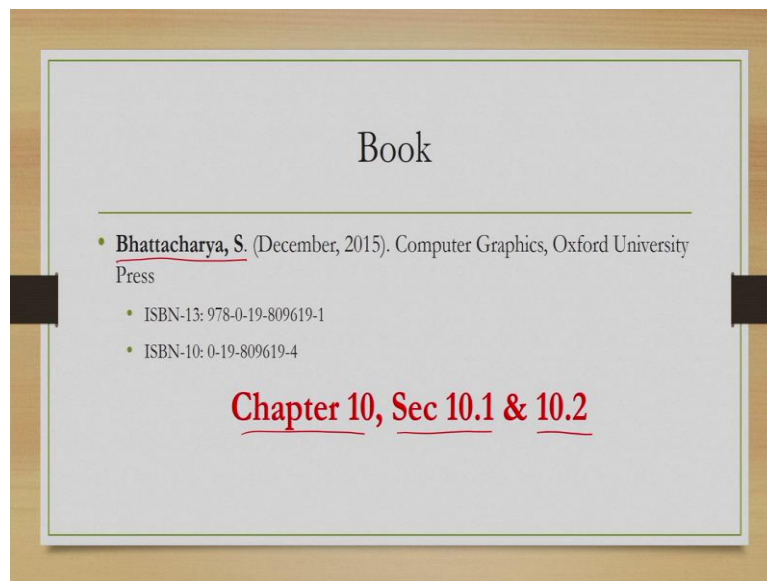 Book
• Bhattacharya, S. (December, 2015). Computer Graphics, Oxford University
Press
• ISBN-13: 978-0-19-809619-1
• ISBN-10: 0-19-809619-4
Chapter 10, Sec 10.1 & 10.2